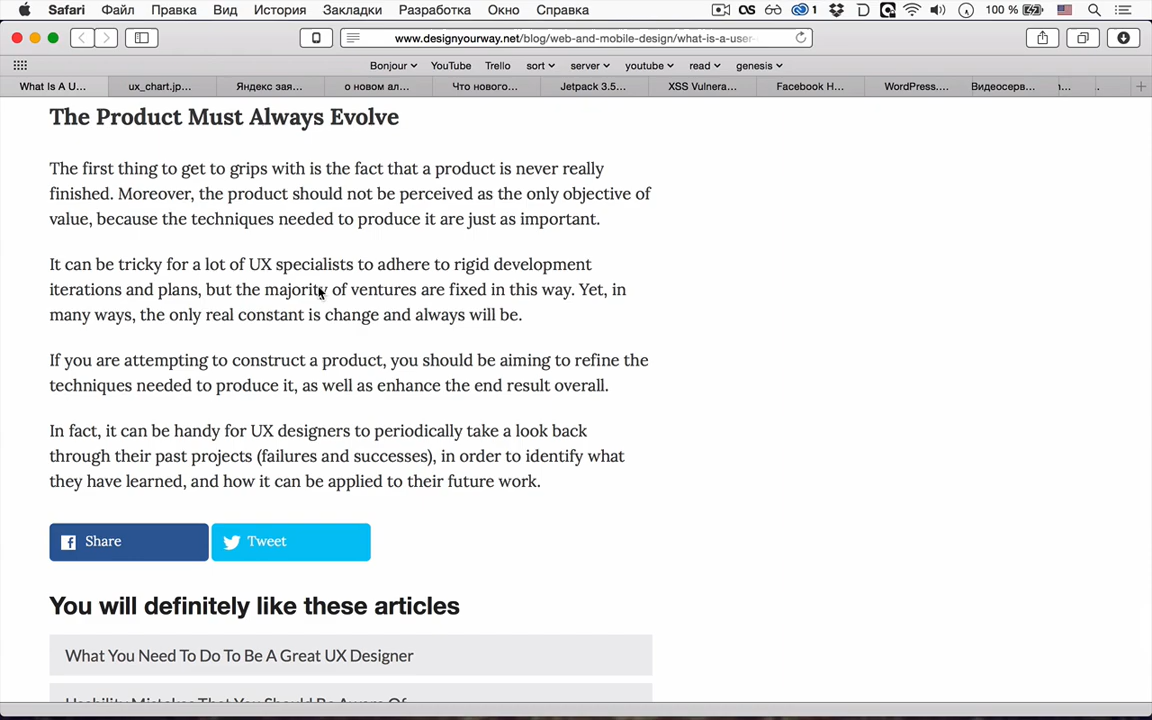 Safari Файл Правка Вид История Закладки Разработка Окно Справка 1 100 %
www.designyourway.net/blog/web-and-mobile-design/what-is-a-user-
Bonjour YouTube Trello sort server youtube read genesis
What Is A U... ux_chart.jp... Яндекс зая... о новом ал... Что нового... Jetpack 3.5... XSS Vulnera... Facebook H... WordPress.... Видеосерв...
The Product Must Always Evolve
The first thing to get to grips with is the fact that a product is never really
finished. Moreover, the product should not be perceived as the only objective of
value, because the techniques needed to produce it are just as important.
It can be tricky for a lot of UX specialists to adhere to rigid development
iterations and plans, but the majority of ventures are fixed in this way. Yet, in
many ways, the only real constant is change and always will be.
If you are attempting to construct a product, you should be aiming to refine the
techniques needed to produce it, as well as enhance the end result overall.
In fact, it can be handy for UX designers to periodically take a look back
through their past projects (failures and successes), in order to identify what
they have learned, and how it can be applied to their future work.
Share Tweet
You will definitely like these articles
What You Need To Do To Be A Great UX Designer
Usability Mistakes That You Should Be Aware Of